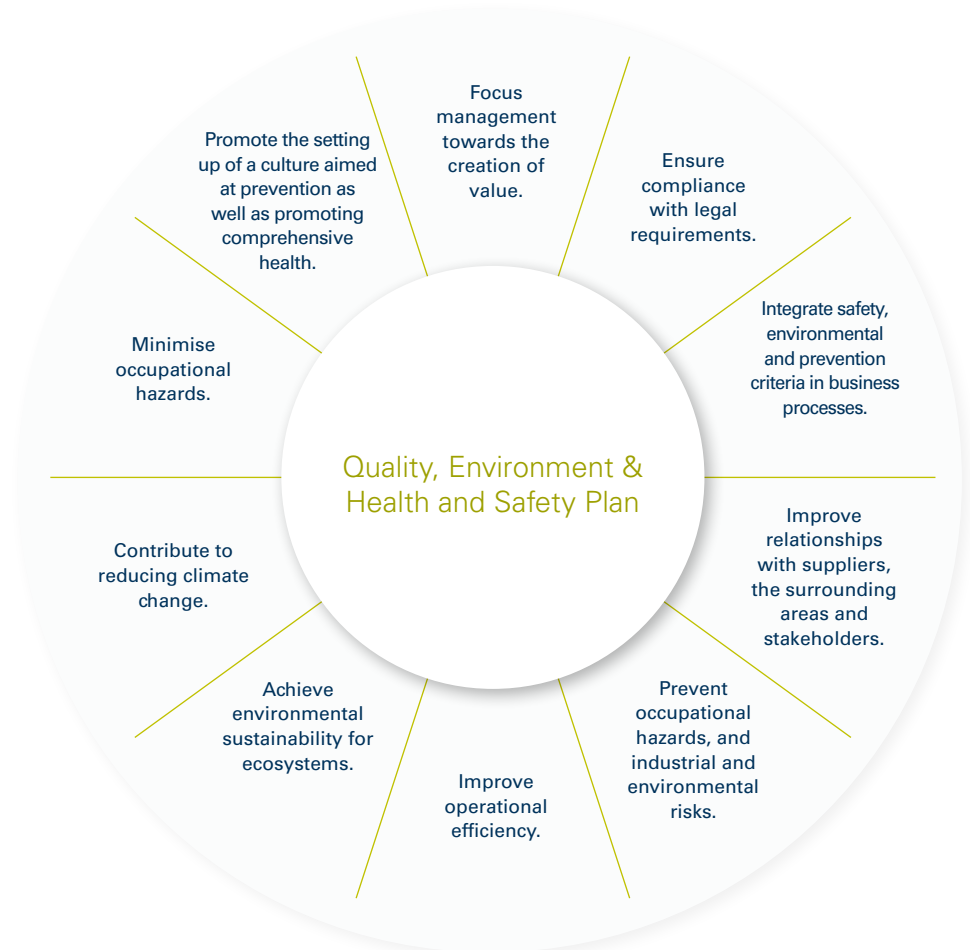 Focus
management
towards the
creation of
value.
Ensure
compliance
with legal
requirements.
Integrate safety,
environmental
and prevention
criteria in business
processes.
Improve
relationships
with suppliers,
the surrounding
areas and
stakeholders.
Prevent
occupational
hazards, and
industrial and
environmental
risks.
Improve
operational
efficiency.
Achieve
environmental
sustainability for
ecosystems.
Contribute to
reducing climate
change.
Minimise
occupational
hazards.
Promote the setting
up of a culture aimed
at prevention as
well as promoting
comprehensive
health.
Quality, Environment &
Health and Safety Plan